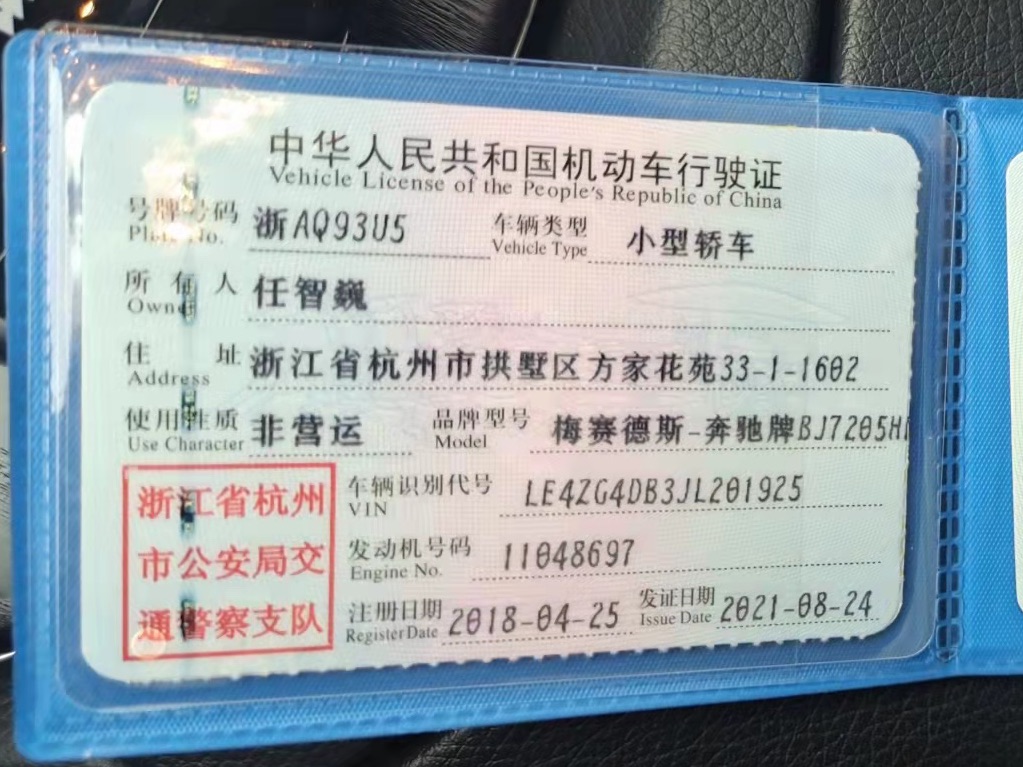 中华人民共和国机动车行驶证
Vehicle License of the People's Republic of China
号牌号码 浙AQ93U5 车辆类型 小型轿车
Plate No. Vehicle Type
所有人 任智巍
Owner
住址 浙江省杭州市拱墅区方家花苑33-1-1602
Address
使用性质 非营运 品牌型号 梅赛德斯-奔驰牌BJ7205H
Use Character Model
浙江省杭州
市公安局交
通警察支队
车辆识别代号 LE4ZG4DB3JL201925
VIN
发动机号码 11048697
Engine No.
注册日期 2018-04-25 发证日期 2021-08-24
Register Date Issue Date